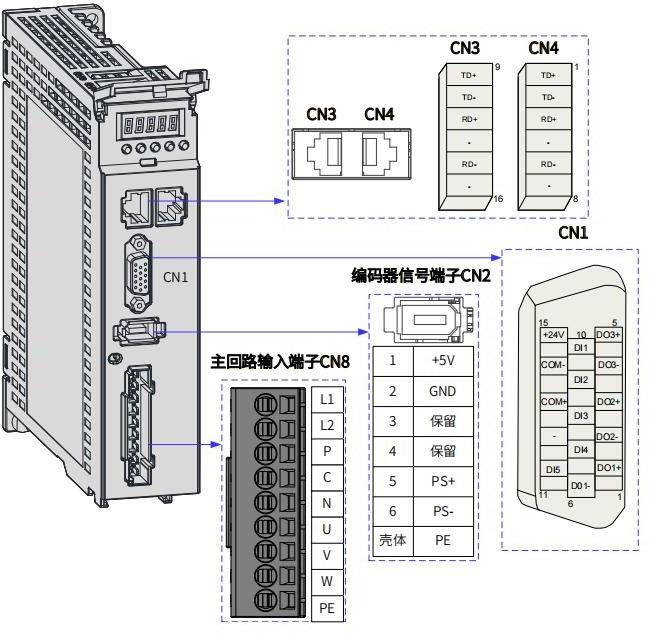 CN3 CN4
9 1
TD+ TD+
TD- TD-
RD+ RD+
- -
RD- RD-
- -
16 8
CN3 CN4
CN1
CN1
15 10 5
+24V DI1 DO3+
COM- DI2 DO3-
COM+ DI3 DO2+
- DI4 DO2-
DI5 D01- DO1+
11 6 1
编码器信号端子CN2
1 +5V
2 GND
3 保留
4 保留
5 PS+
6 PS-
壳体 PE
主回路输入端子CN8
L1
L2
P
C
N
U
V
W
PE